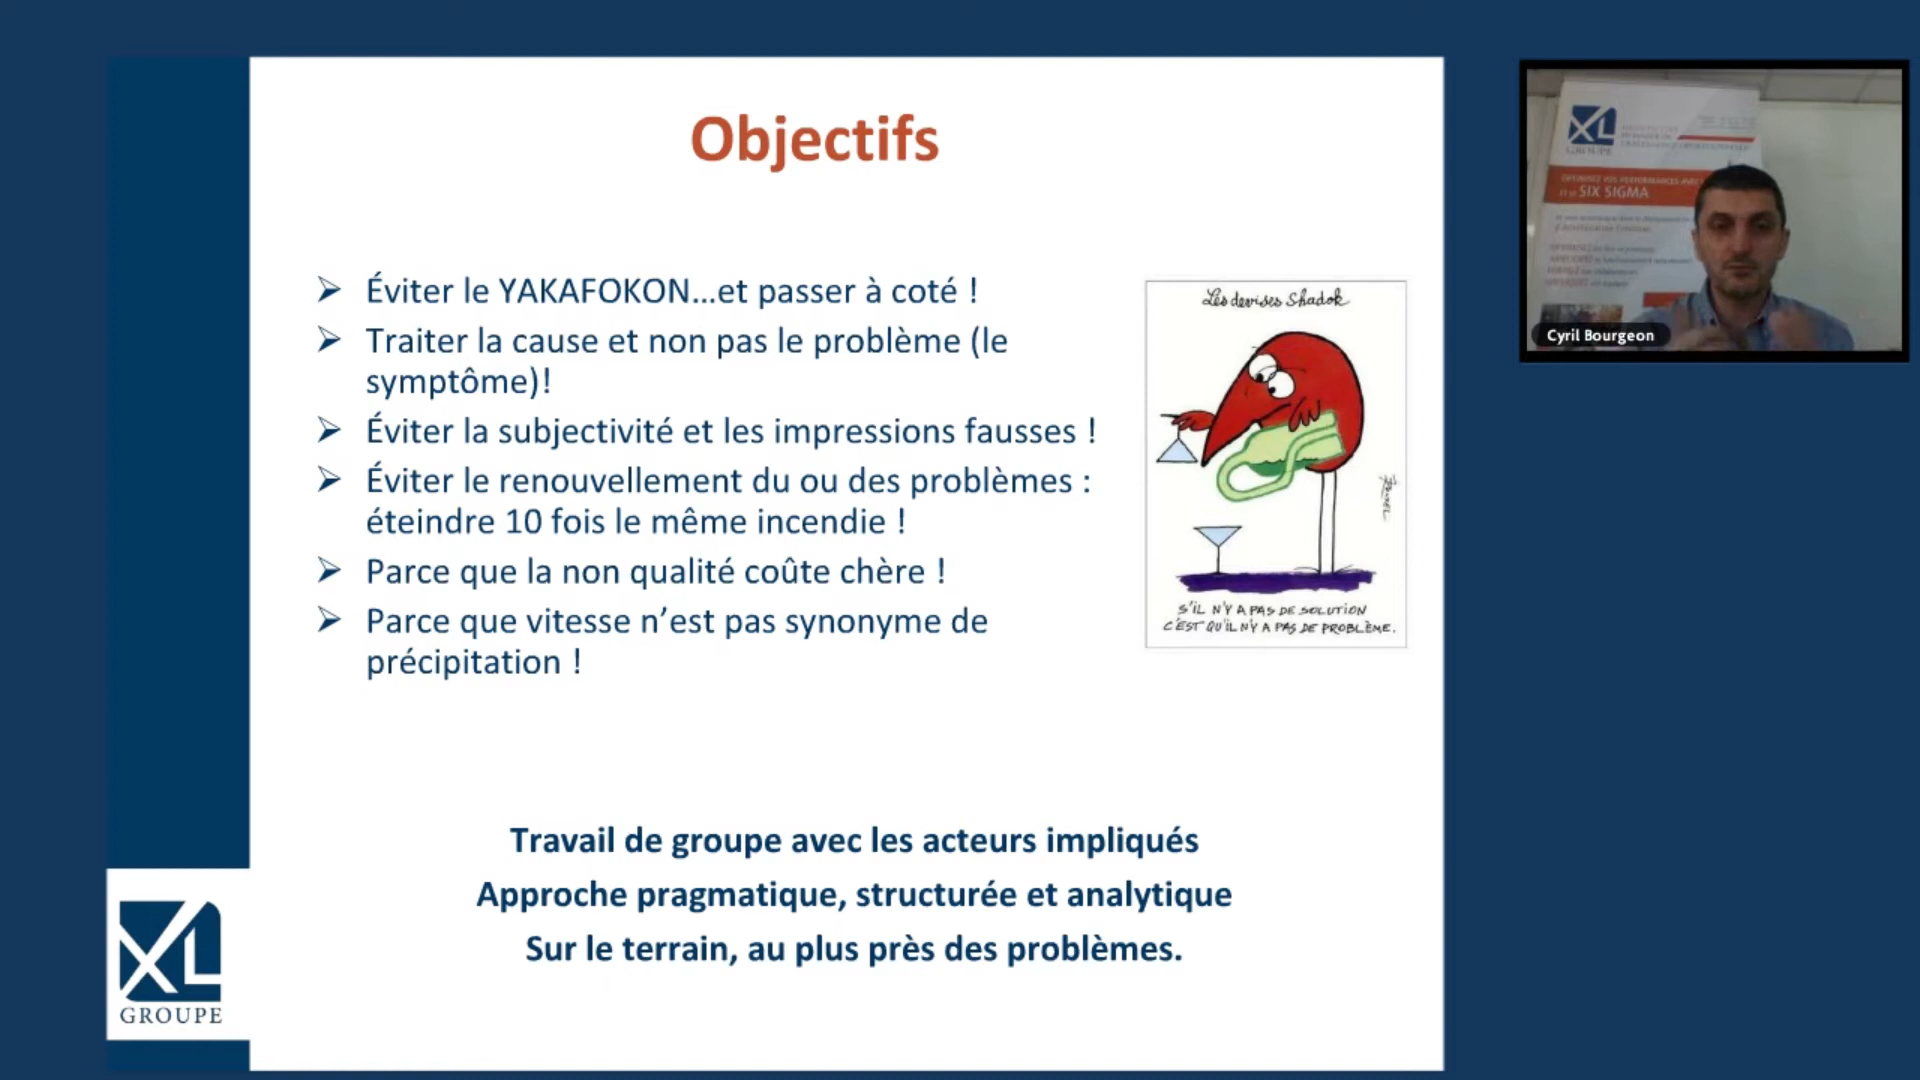 Objectifs
Éviter le YAKAFOKON...et passer à coté !
Traiter la cause et non pas le problème (le
symptôme)!
Éviter la subjectivité et les impressions fausses !
Éviter le renouvellement du ou des problèmes :
éteindre 10 fois le même incendie !
Parce que la non qualité coûte chère !
Parce que vitesse n’est pas synonyme de
précipitation !
Les devises Shadok
S'IL N'Y A PAS DE SOLUTION
C'EST QU'IL N'Y A PAS DE PROBLÈME.
Travail de groupe avec les acteurs impliqués
Approche pragmatique, structurée et analytique
Sur le terrain, au plus près des problèmes.
XL
GROUPE
XL
GROUPE
SIX SIGMA
Cyril Bourgeon